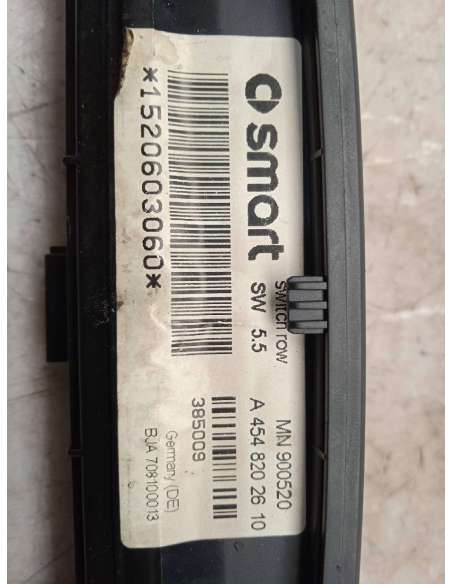 smart
switch row
SW 5.5
MN 900520
A 454 820 26 10
*1520603060*
385009
Germany (DE)
BJA 708100013